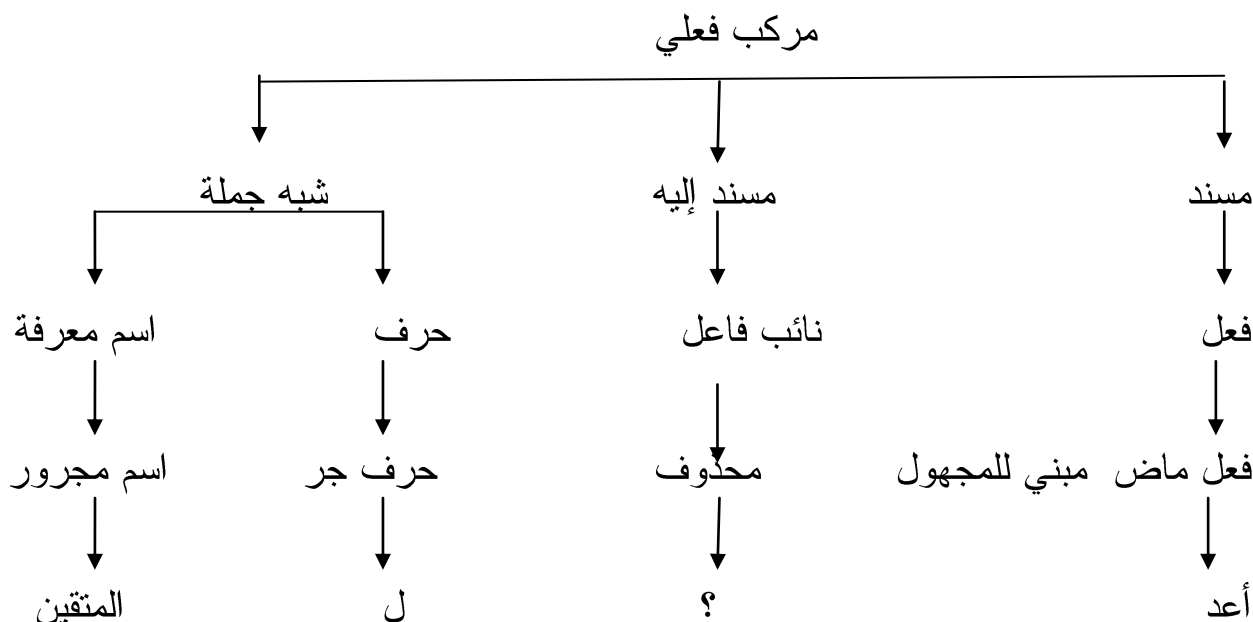 مركب فعلي
مسند مسند إليه شبه جملة
فعل نائب فاعل حرف اسم معرفة
فعل ماض مبني للمجهول محذوف حرف جر اسم مجرور
أعد ؟ ل المتقين